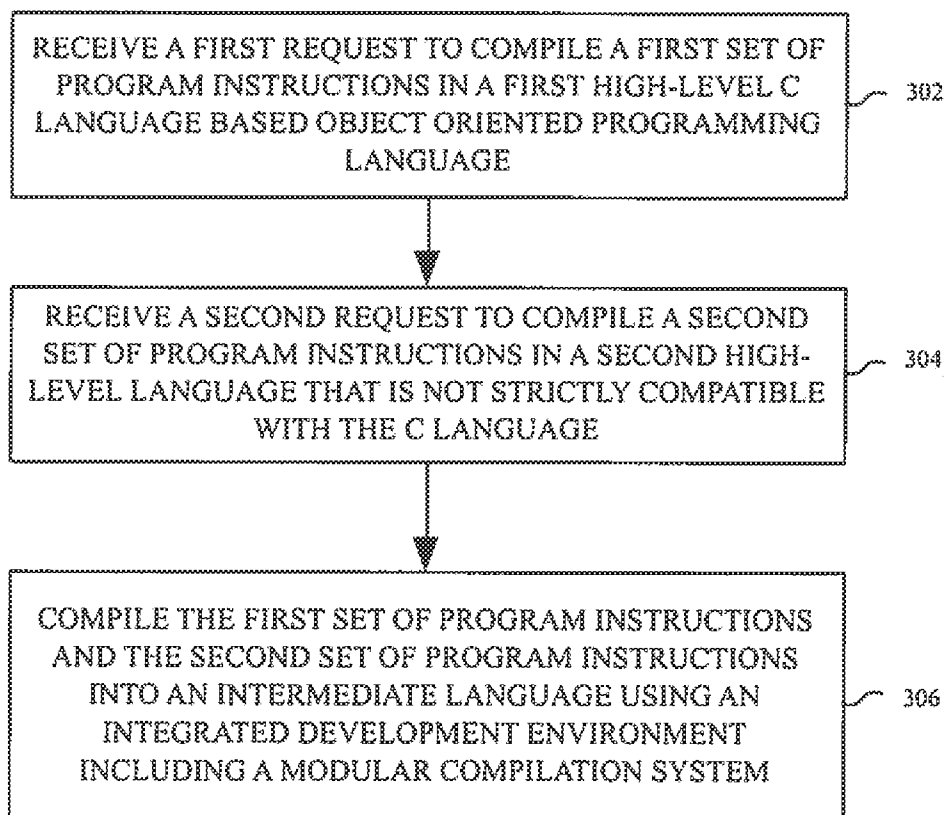 RECEIVE A FIRST REQUEST TO COMPILE A FIRST SET OF
PROGRAM INSTRUCTIONS IN A FIRST HIGH-LEVEL C
LANGUAGE BASED OBJECT ORIENTED PROGRAMMING
LANGUAGE
302
RECEIVE A SECOND REQUEST TO COMPILE A SECOND
SET OF PROGRAM INSTRUCTIONS IN A SECOND HIGH-
LEVEL LANGUAGE THAT IS NOT STRICTLY COMPATIBLE
WITH THE C LANGUAGE
304
COMPILE THE FIRST SET OF PROGRAM INSTRUCTIONS
AND THE SECOND SET OF PROGRAM INSTRUCTIONS
INTO AN INTERMEDIATE LANGUAGE USING AN
INTEGRATED DEVELOPMENT ENVIRONMENT
INCLUDING A MODULAR COMPILATION SYSTEM
306